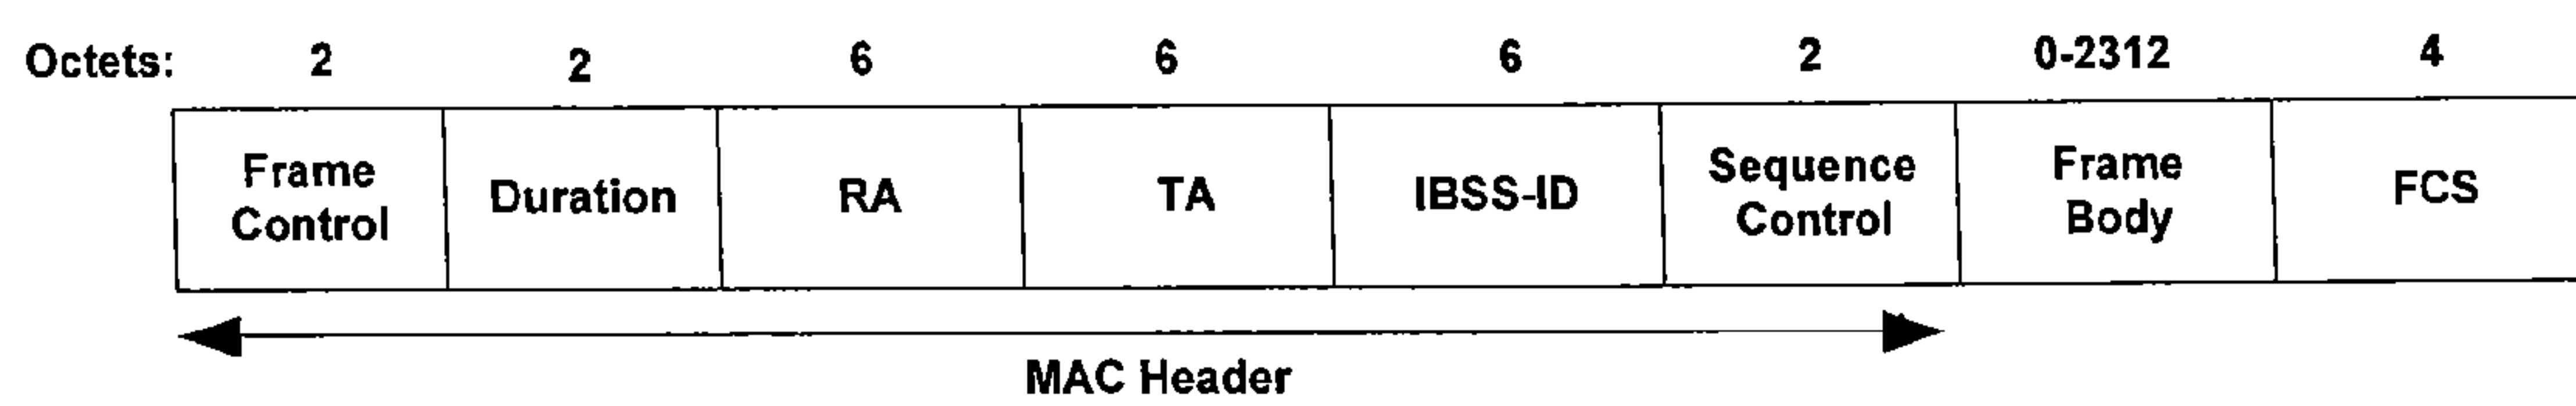 Octets: 2 2 6 6 6 2 0-2312 4
Frame Control Duration RA TA IBSS-ID Sequence Control Frame Body FCS
MAC Header